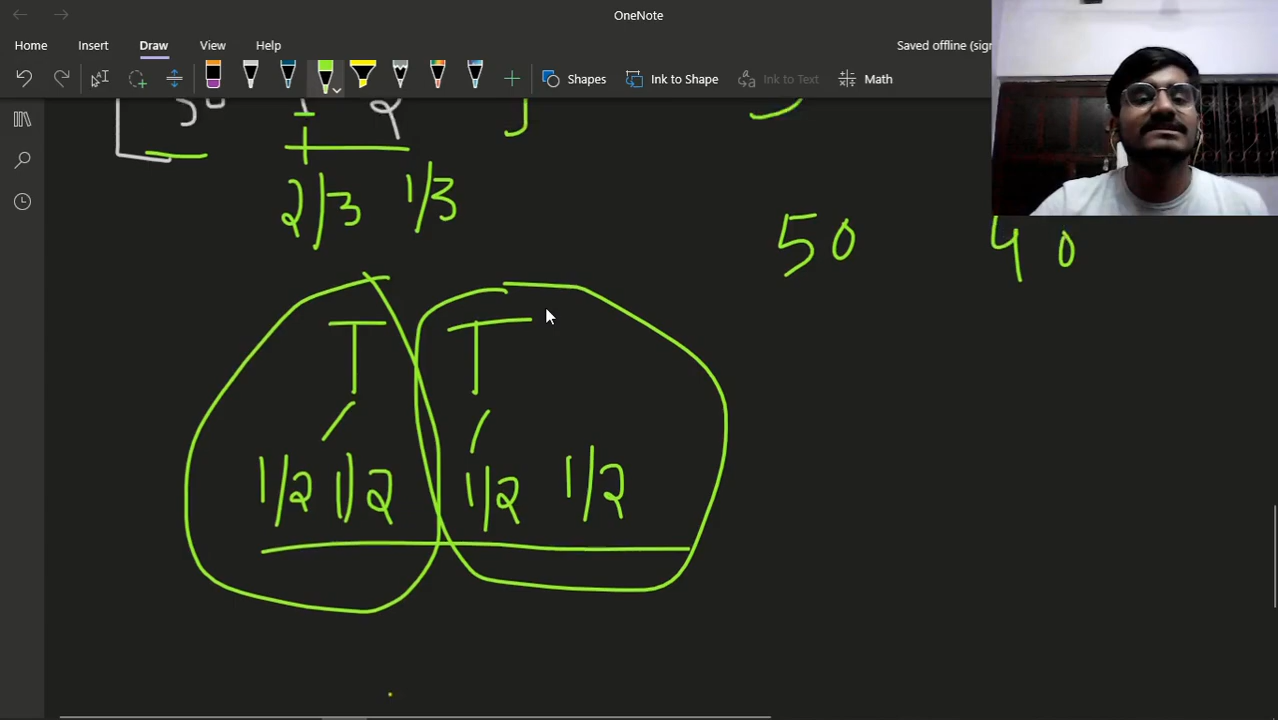 OneNote
Home Insert Draw View Help Saved offline (sign
Shapes Ink to Shape Ink to Text Math
2/3 1/3
50 40
T T
1/2 1/2 1/2 1/2